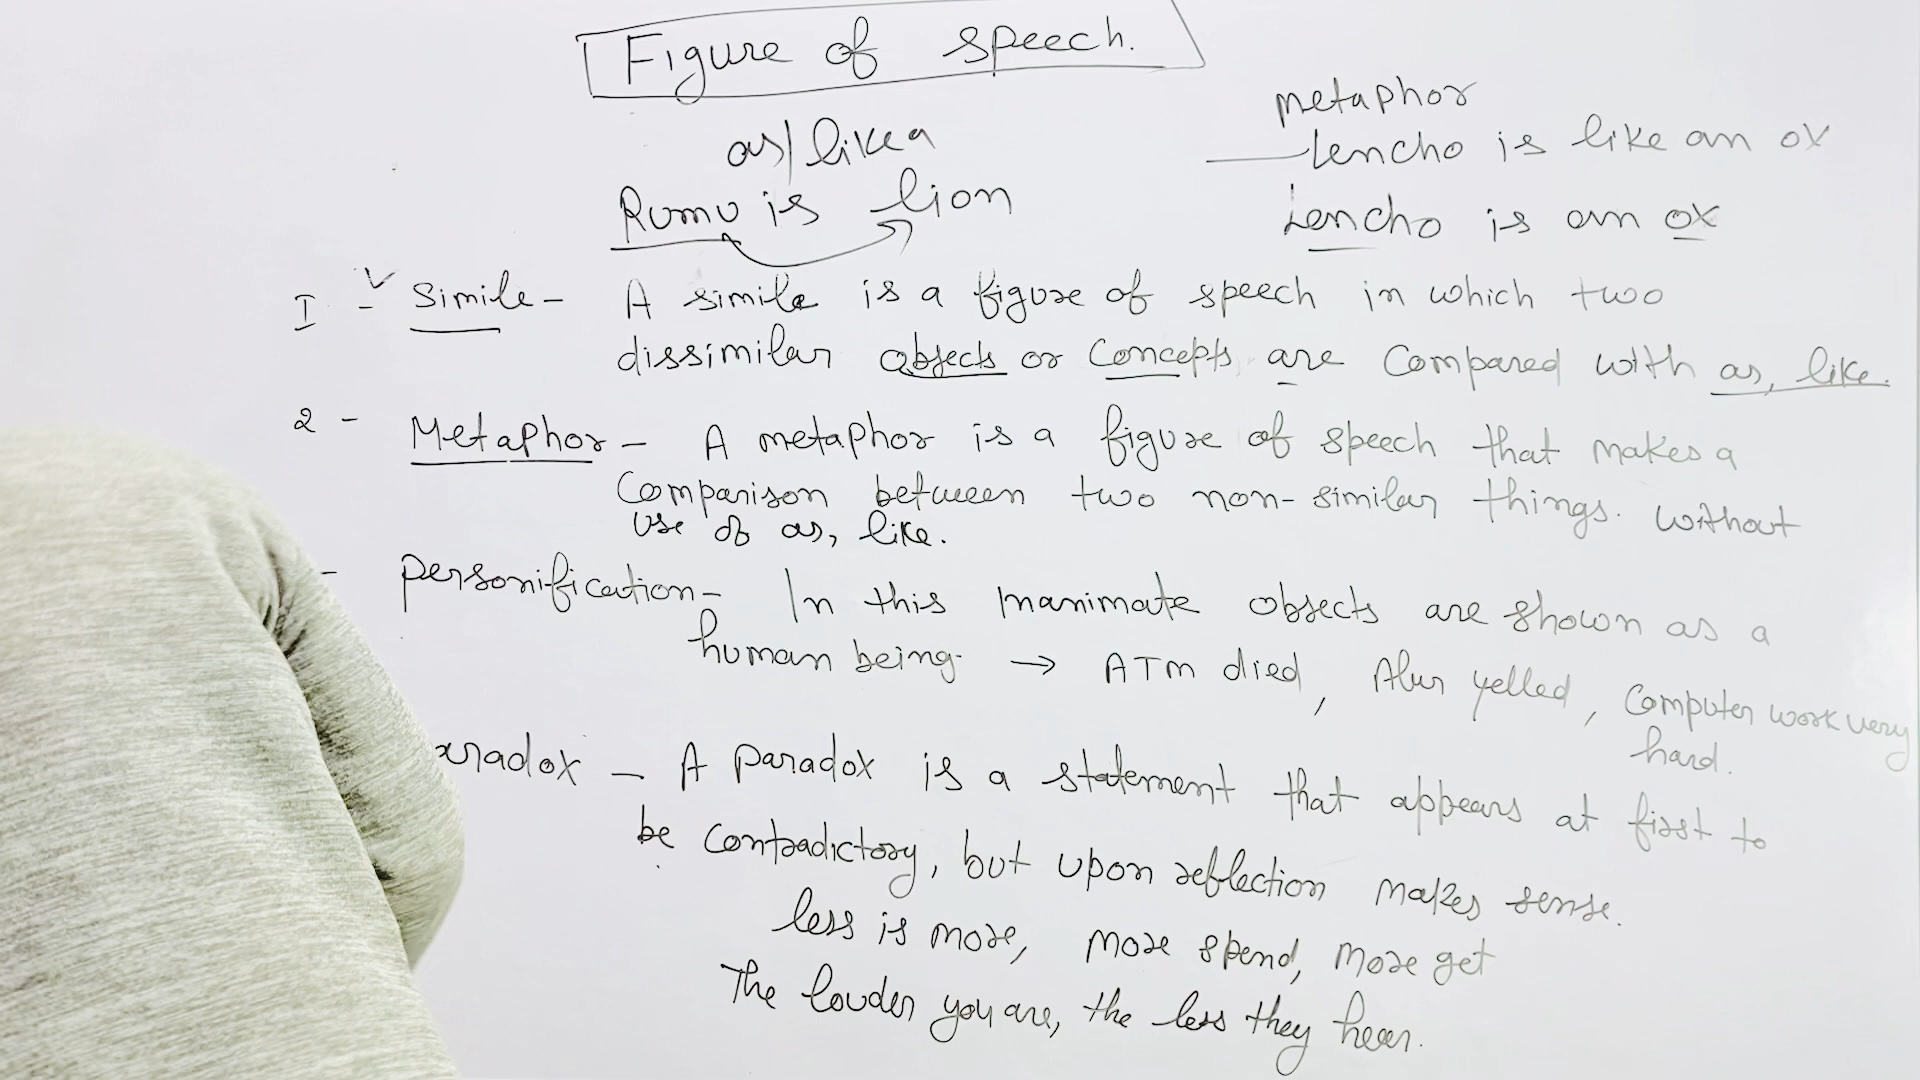 Figure of speech.
as/like a
Romu is lion
metaphor
Lencho is like an ox
Lencho is an ox
I - Simile - A simile is a figure of speech in which two
dissimilar objects or concepts are compared with as, like.
2 - Metaphor - A metaphor is a figure of speech that makes a
comparison between two non-similar things. without
use of as, like.
- personification - In this inanimate objects are shown as a
human being → ATM died, yelled, computer work very
hard.
aradox - A paradox is a statement that appears at first to
be contradictory, but upon reflection makes sense.
less is more, more spend, more get
The louder you are, the less they hear.